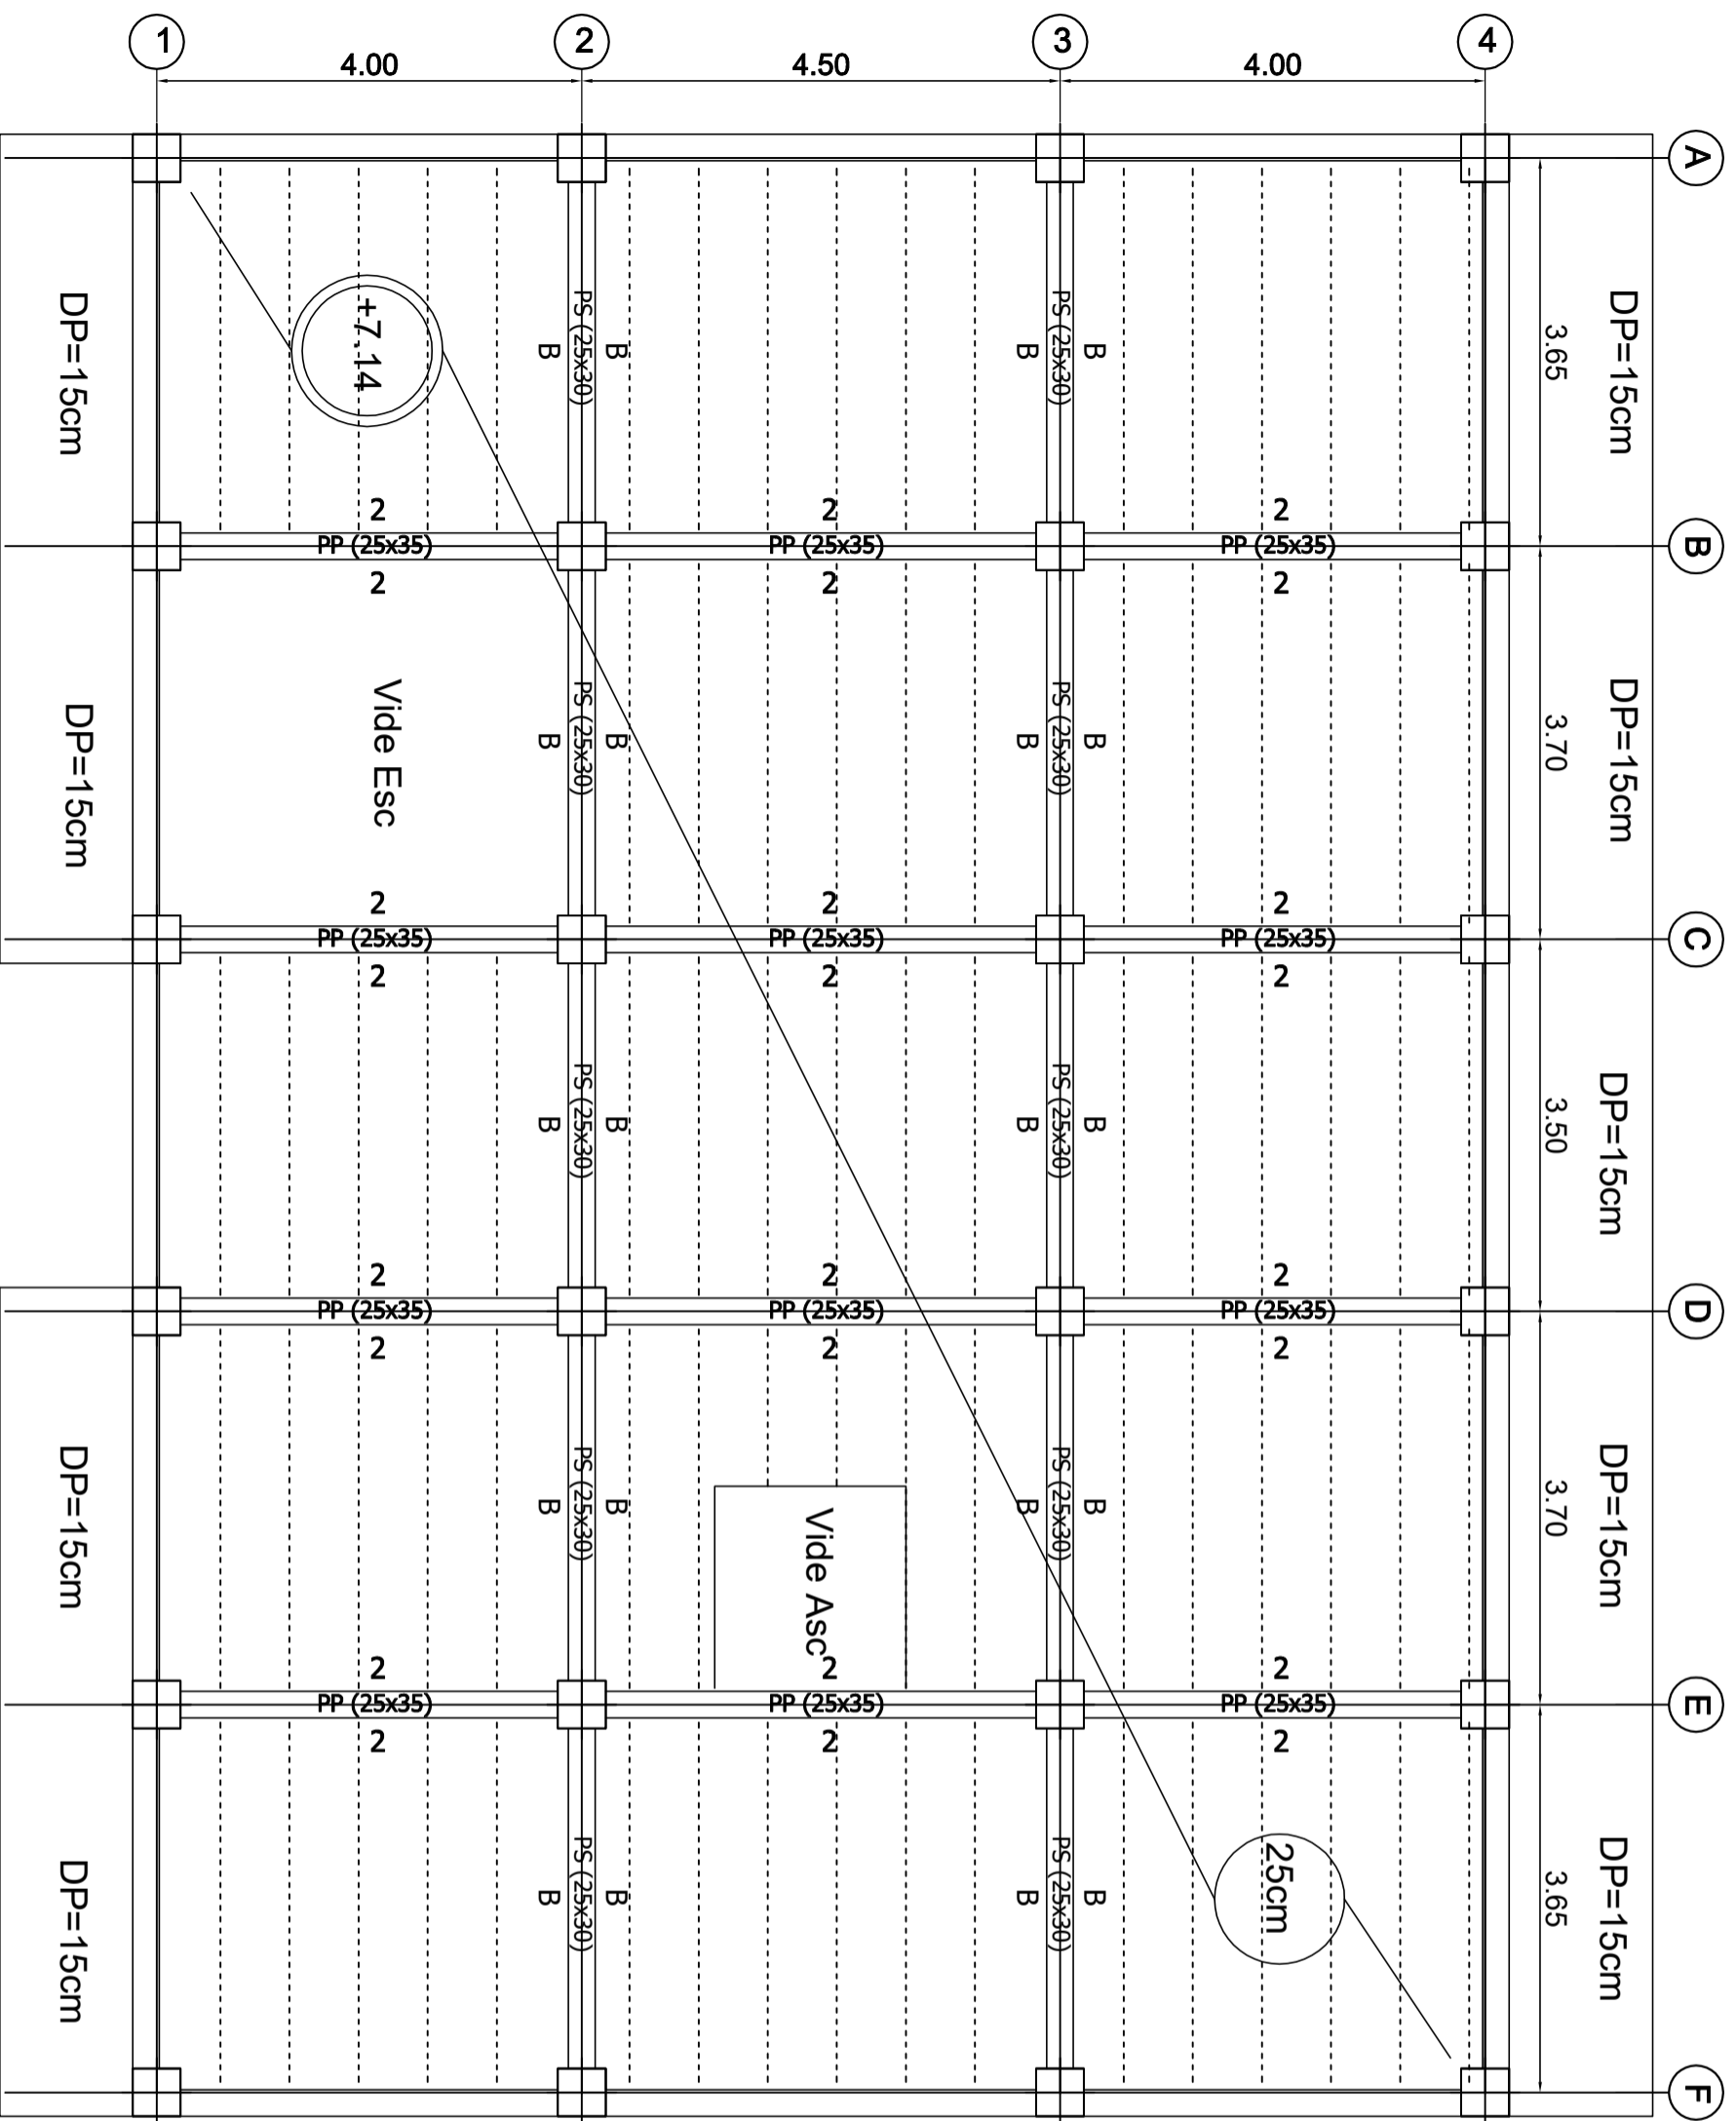 1
2
3
4
4.00
4.50
4.00
A
DP=15cm
+7.14
PS (25x30)
B
B
PS (25x30)
B
B
3.65
DP=15cm
2
2
2
PP (25x35)
PP (25x35)
PP (25x35)
B
2
2
2
DP=15cm
Vide Esc
PS (25x30)
B
B
PS (25x30)
B
B
3.70
DP=15cm
2
2
2
PP (25x35)
PP (25x35)
PP (25x35)
C
2
2
2
PS (25x30)
B
B
PS (25x30)
B
B
3.50
DP=15cm
2
2
2
PP (25x35)
PP (25x35)
PP (25x35)
D
2
2
2
DP=15cm
PS (25x30)
B
B
Vide Asc
PS (25x30)
B
B
3.70
DP=15cm
2
2
2
PP (25x35)
PP (25x35)
PP (25x35)
E
2
2
2
DP=15cm
PS (25x30)
B
B
PS (25x30)
B
B
25cm
3.65
DP=15cm
F